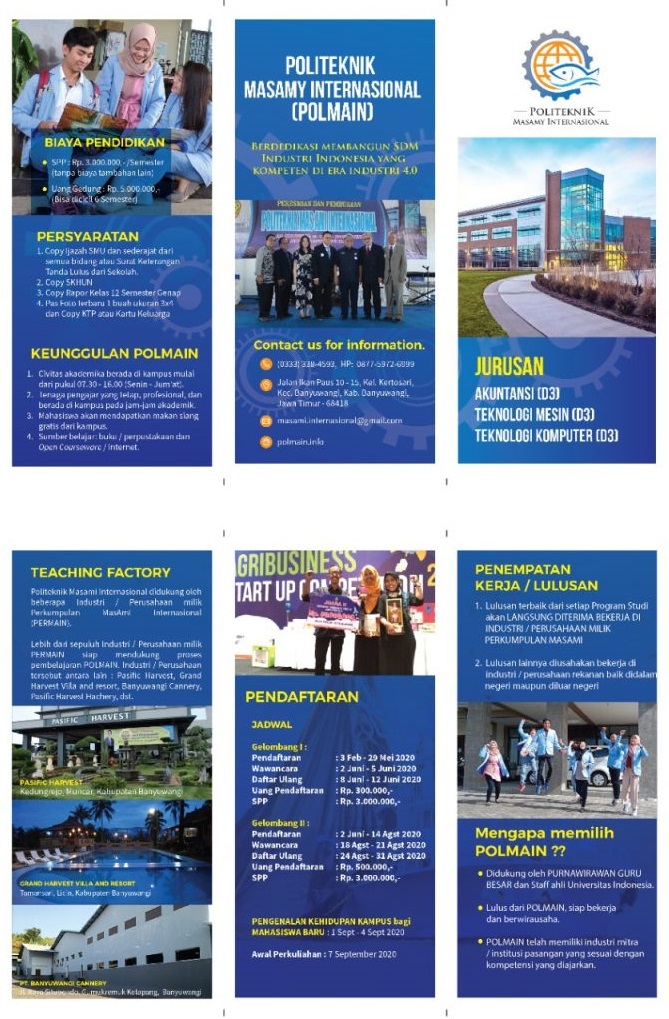 BIAYA PENDIDIKAN
SPP : Rp. 3.000.000,- /Semester
(tanpa biaya tambahan lain)
Uang Gedung : Rp. 5.000.000,-
(Bisa dicicil 6 Semester)
PERSYARATAN
1. Copy Ijazah SMU dan sederajat dari
semua bidang atau Surat Keterangan
Tanda Lulus dari Sekolah.
2. Copy SKHUN
3. Copy Rapor Kelas 12 Semester Genap
4. Pas Foto terbaru 1 buah ukuran 3x4
dan Copy KTP atau Kartu Keluarga
KEUNGGULAN POLMAIN
1. Civitas akademika berada di kampus mulai
dari pukul 07.30 - 16.00 (Senin - Jum'at).
2. Tenaga pengajar yang tetap, profesional, dan
berada di kampus pada jam-jam akademik.
3. Mahasiswa akan mendapatkan makan siang
gratis dari kampus.
4. Sumber belajar: buku / perpustakaan dan
Open Courseware / internet.
POLITEKNIK
MASAMY INTERNASIONAL
(POLMAIN)
BERDEDIKASI MEMBANGUN SDM
INDUSTRI INDONESIA YANG
KOMPETEN DI ERA INDUSTRI 4.0
PERESMIAN DAN PEMBUKAAN
POLITEKNIK MASAMI INTERNASIONAL
Contact us for information.
(0333) 338-4593, HP: 0877-5972-6999
Jalan Ikan Paus 10 - 15, Kel. Kertosari,
Kec. Banyuwangi, Kab. Banyuwangi,
Jawa Timur - 68418
masami.internasional@gmail.com
polmain.info
POLITEKNIK
MASAMY INTERNASIONAL
JURUSAN
AKUNTANSI (D3)
TEKNOLOGI MESIN (D3)
TEKNOLOGI KOMPUTER (D3)
TEACHING FACTORY
Politeknik Masami Internasional didukung oleh
beberapa Industri / Perusahaan milik
Perkumpulan MasAmi Internasional
(PERMAIN).
Lebih dari sepuluh Industri / Perusahaan milik
PERMAIN siap mendukung proses
pembelajaran POLMAIN. Industri / Perusahaan
tersebut antara lain : Pasific Harvest, Grand
Harvest Villa and resort, Banyuwangi Cannery,
Pasific Harvest Hachery, dst.
PASIFIC HARVEST
PASIFIC HARVEST
Kedungrejo, Muncar, Kabupaten Banyuwangi
GRAND HARVEST VILLA AND RESORT
Tamansari, Licin, Kabupaten Banyuwangi
PT. BANYUWANGI CANNERY
Ketapang, Banyuwangi
AGRIBUSINESS
START UP COMPETITION
PENDAFTARAN
JADWAL
Gelombang I :
Pendaftaran : 3 Feb - 29 Mei 2020
Wawancara : 2 Juni - 5 Juni 2020
Daftar Ulang : 8 Juni - 12 Juni 2020
Uang Pendaftaran : Rp. 300.000,-
SPP : Rp. 3.000.000,-
Gelombang II :
Pendaftaran : 2 Juni - 14 Agst 2020
Wawancara : 18 Agst - 21 Agst 2020
Daftar Ulang : 24 Agst - 31 Agst 2020
Uang Pendaftaran : Rp. 500.000,-
SPP : Rp. 3.000.000,-
PENGENALAN KEHIDUPAN KAMPUS bagi
MAHASISWA BARU : 1 Sept - 4 Sept 2020
Awal Perkuliahan : 7 September 2020
PENEMPATAN
KERJA / LULUSAN
1. Lulusan terbaik dari setiap Program Studi
akan LANGSUNG DITERIMA BEKERJA DI
INDUSTRI / PERUSAHAAN MILIK
PERKUMPULAN MASAMI
2. Lulusan lainnya diusahakan bekerja di
industri / perusahaan rekanan baik didalam
negeri maupun diluar negeri
Mengapa memilih
POLMAIN ??
Didukung oleh PURNAWIRAWAN GURU
BESAR dan Staff ahli Universitas Indonesia.
Lulus dari POLMAIN, siap bekerja
dan berwirausaha.
POLMAIN telah memiliki industri mitra
/ institusi pasangan yang sesuai dengan
kompetensi yang diajarkan.